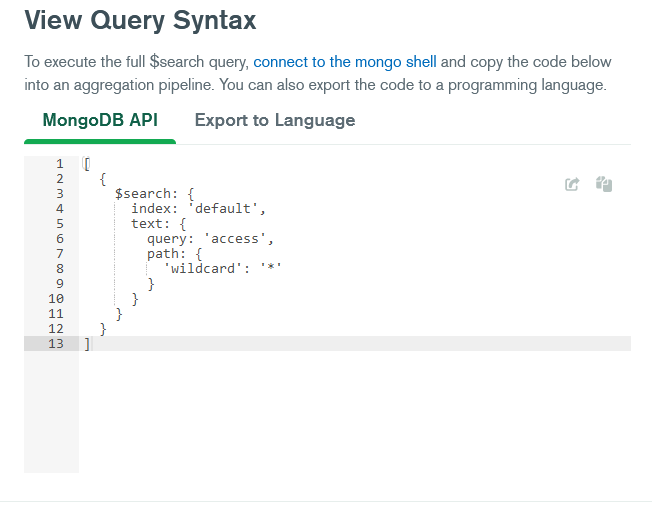 View Query Syntax
To execute the full $search query, connect to the mongo shell and copy the code below
into an aggregation pipeline. You can also export the code to a programming language.
MongoDB API Export to Language
1 [
2 {
3 $search: {
4 index: 'default',
5 text: {
6 query: 'access',
7 path: {
8 'wildcard': '*'
9 }
10 }
11 }
12 }
13 ]